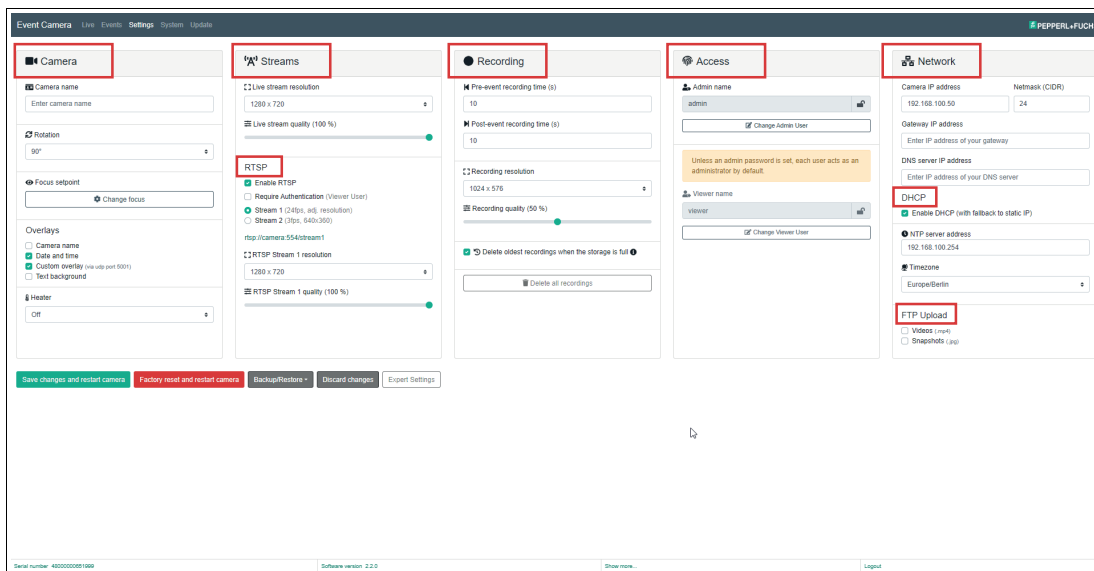 Event Camera Live Events Settings System Update
PEPPERL+FUCH
Camera
Camera name
Enter camera name
Rotation
90°
Focus setpoint
Change focus
Overlays
Camera name
Date and time
Custom overlay (via udp port 5001)
Text background
Heater
Off
Streams
Live stream resolution
1280 x 720
Live stream quality (100 %)
RTSP
Enable RTSP
Require Authentication (Viewer User)
Stream 1 (24fps, adj. resolution)
Stream 2 (3fps, 640x360)
rtsp://camera:554/stream1
RTSP Stream 1 resolution
1280 x 720
RTSP Stream 1 quality (100 %)
Recording
Pre-event recording time (s)
10
Post-event recording time (s)
10
Recording resolution
1024 x 576
Recording quality (50 %)
Delete oldest recordings when the storage is full
Delete all recordings
Access
Admin name
admin
Change Admin User
Unless an admin password is set, each user acts as an
administrator by default.
Viewer name
viewer
Change Viewer User
Network
Camera IP address Netmask (CIDR)
192.168.100.50 24
Gateway IP address
Enter IP address of your gateway
DNS server IP address
Enter IP address of your DNS server
DHCP
Enable DHCP (with fallback to static IP)
NTP server address
192.168.100.254
Timezone
Europe/Berlin
FTP Upload
Videos (.mp4)
Snapshots (.jpg)
Save changes and restart camera Factory reset and restart camera Backup/Restore Discard changes Expert Settings
Serial number 48000000651999 Software version 2.2.0 Show more... Logout